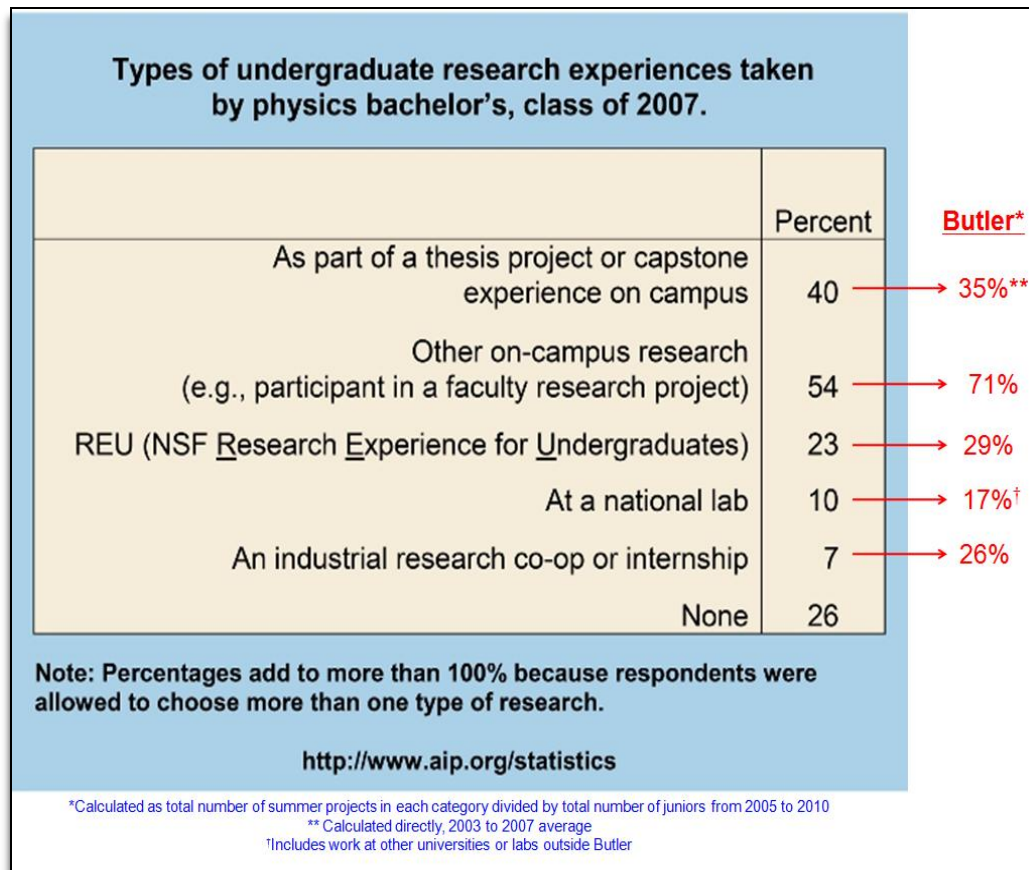 Types of undergraduate research experiences taken
by physics bachelor's, class of 2007.
Percent
Butler*
As part of a thesis project or capstone
experience on campus 40 35%**
Other on-campus research
(e.g., participant in a faculty research project) 54 71%
REU (NSF Research Experience for Undergraduates) 23 29%
At a national lab 10 17%†
An industrial research co-op or internship 7 26%
None 26
Note: Percentages add to more than 100% because respondents were
allowed to choose more than one type of research.
http://www.aip.org/statistics
*Calculated as total number of summer projects in each category divided by total number of juniors from 2005 to 2010
** Calculated directly, 2003 to 2007 average
†Includes work at other universities or labs outside Butler